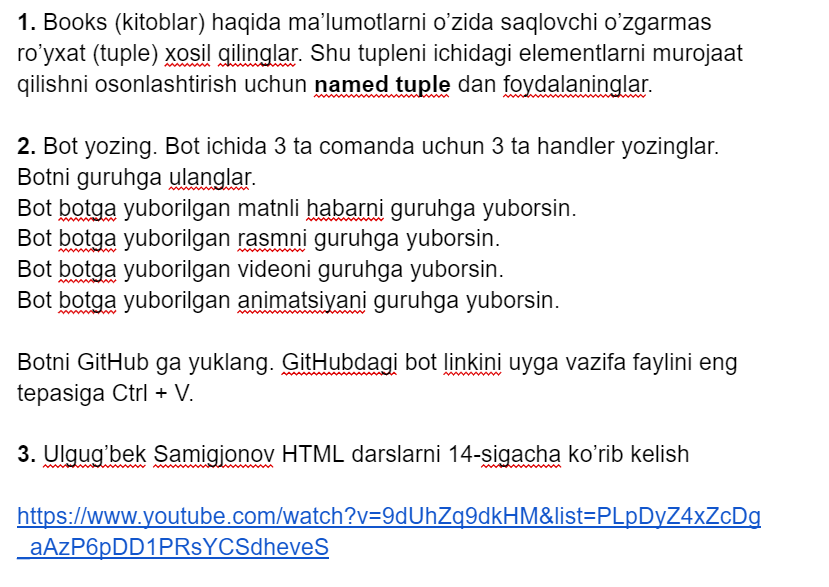 1. Books (kitoblar) haqida ma’lumotlarni o’zida saqlovchi o’zgarmas
ro’yxat (tuple) xosil qilinglar. Shu tupleni ichidagi elementlarni murojaat
qilishni osonlashtirish uchun named tuple dan foydalaninglar.
2. Bot yozing. Bot ichida 3 ta comanda uchun 3 ta handler yozinglar.
Botni guruhga ulanglar.
Bot botga yuborilgan matnli habarni guruhga yuborsin.
Bot botga yuborilgan rasmni guruhga yuborsin.
Bot botga yuborilgan videoni guruhga yuborsin.
Bot botga yuborilgan animatsiyani guruhga yuborsin.
Botni GitHub ga yuklang. GitHubdagi bot linkini uyga vazifa faylini eng
tepasiga Ctrl + V.
3. Ulgug’bek Samigjonov HTML darslarni 14-sigacha ko’rib kelish
https://www.youtube.com/watch?v=9dUhZq9dkHM&list=PLpDyZ4xZcDg
_aAzP6pDD1PRsYCSdheveS